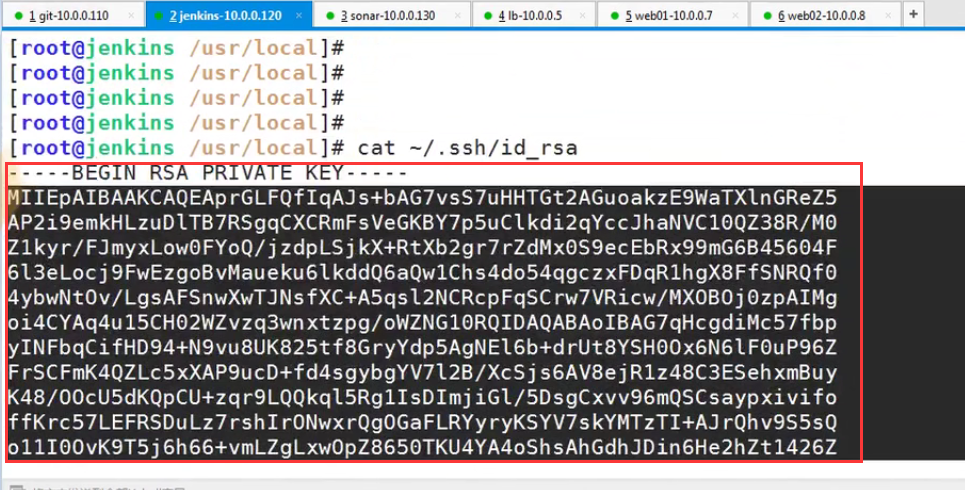 1 git-10.0.0.110
2 jenkins-10.0.0.120
3 sonar-10.0.0.130
4 lb-10.0.0.5
5 web01-10.0.0.7
6 web02-10.0.0.8
[root@jenkins /usr/local]#
[root@jenkins /usr/local]#
[root@jenkins /usr/local]#
[root@jenkins /usr/local]#
[root@jenkins /usr/local]# cat ~/.ssh/id_rsa
-----BEGIN RSA PRIVATE KEY-----
MIIEpAIBAAKCAQEAprGLFQfIqAJs+bAG7vsS7uHHTGt2AGuoakzE9WaTXlnGReZ5
AP2i9emkHLzuDlTB7RSgqCXCRmFsVeGKBY7p5uClkdi2qYccJhaNVC10QZ38R/M0
Z1kyr/FJmyxLow0FYoQ/jzdpLSjkX+RtXb2gr7rZdMx0S9ecEbRx99mG6B45604F
6l3eLocj9FwEzgoBvMaueku6lkddQ6aQw1Chs4do54qgczxFDqR1hgX8FfSNRQf0
4ybwNtOv/LgsAFSnwXwTJNsfXC+A5qsl2NCRcpFqSCrw7VRicw/MXOBOj0zpAIMg
oi4CYAq4u15CH02WZvzq3wnxtzpg/oWZNG10RQIDAQABAoIBAG7qHcgdiMc57fbp
yINFbqCifHD94+N9vu8UK825tf8GryYdp5AgNEl6b+drUt8YSH0Ox6N6lF0uP96Z
FrSCFmK4QZLc5xXAP9ucD+fd4sgybgYV7l2B/XcSjs6AV8ejR1z48C3ESehxmBuy
K48/OOcU5dKQpCU+zqr9LQQkql5Rg1IsDImjiGl/5DsgCxvv96mQSCsaypxivifo
ffKrc57LEFRSDuLz7rshIrONwxrQgOGaFLRYyryKSYV7skYMTzTI+AJrQhv9S5sQ
o11I0OvK9T5j6h66+vmLZgLxwOpZ8650TKU4YA4oShsAhGdhJDin6He2hZt1426Z